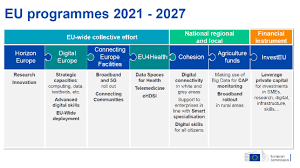 EU programmes 2021 - 2027
EU-wide collective effort
National regional
and local
Financial
instrument
Horizon
Europe
Digital
Europe
Connecting
Europe
Facilities
EU4Health
Cohesion
Agriculture
funds
InvestEU
Research
Innovation
Strategic
capacities
computing, data,
testbeds, etc.
Advanced
digital skills
EU-Wide
deployment
Broadband
and 5G
roll out
Connecting
Communities
Data Spaces
for Health
Telemedicine
Digital
connectivity
in white and
grey areas
Support to
enterprises in
line with Smart
specialisation
Digital skills
for all citizens
Making use of
Big Data for CAP
monitoring
Broadband
rollout in
rural areas
Leverage
private capital
for investments
in SMEs,
research, digital,
infrastructure,
skills...
European
Commission